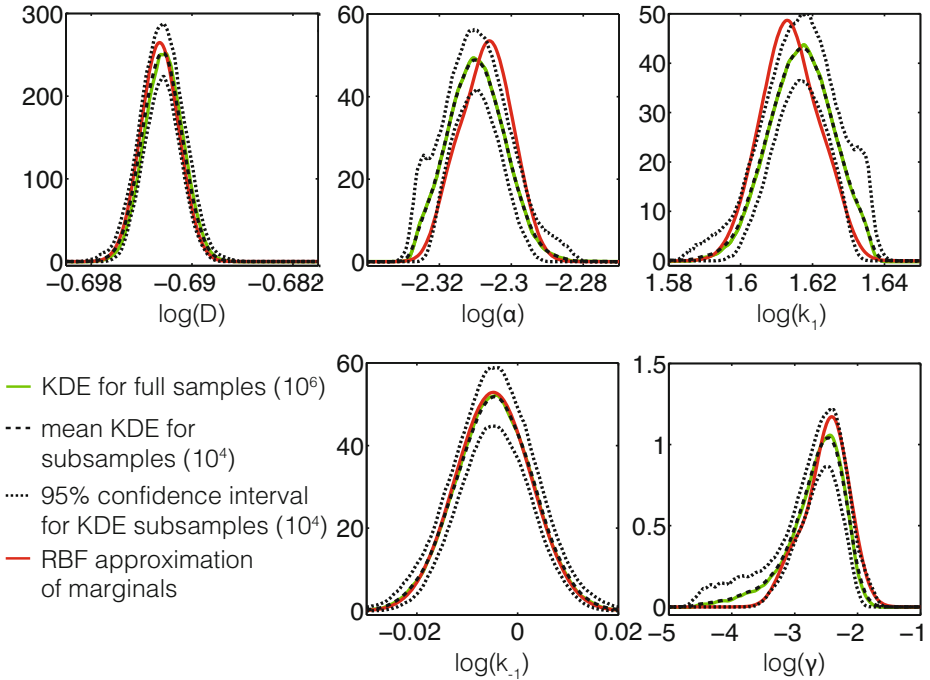 300
200
100
0
−0.698 −0.69 −0.682
log(D)
60
40
20
0
−2.32 −2.3 −2.28
log(α)
50
40
30
20
10
0
1.58 1.6 1.62 1.64
log(k₁)
KDE for full samples (10⁶)
mean KDE for
subsamples (10⁴)
95% confidence interval
for KDE subsamples (10⁴)
RBF approximation
of marginals
60
40
20
0
−0.02 0 0.02
log(k₋₁)
1.5
1
0.5
0
−5 −4 −3 −2 −1
log(γ)